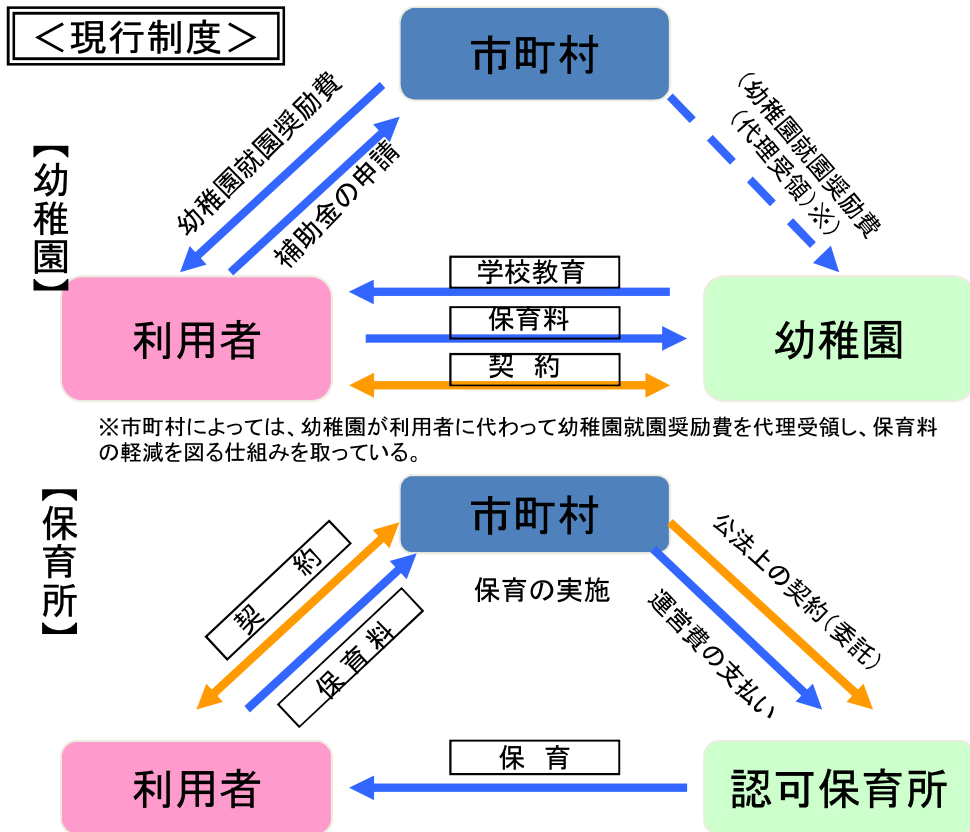 ＜現行制度＞
市町村
【幼稚園】
幼稚園就園奨励費
補助金の申請
(幼稚園就園奨励費
(代理受領)※)
利用者
学校教育
保育料
契　約
幼稚園
※市町村によっては、幼稚園が利用者に代わって幼稚園就園奨励費を代理受領し、保育料
の軽減を図る仕組みを取っている。
【保育所】
市町村
契　　約
保育料
保育の実施
公法上の契約(委託)
運営費の支払い
利用者
保　育
認可保育所